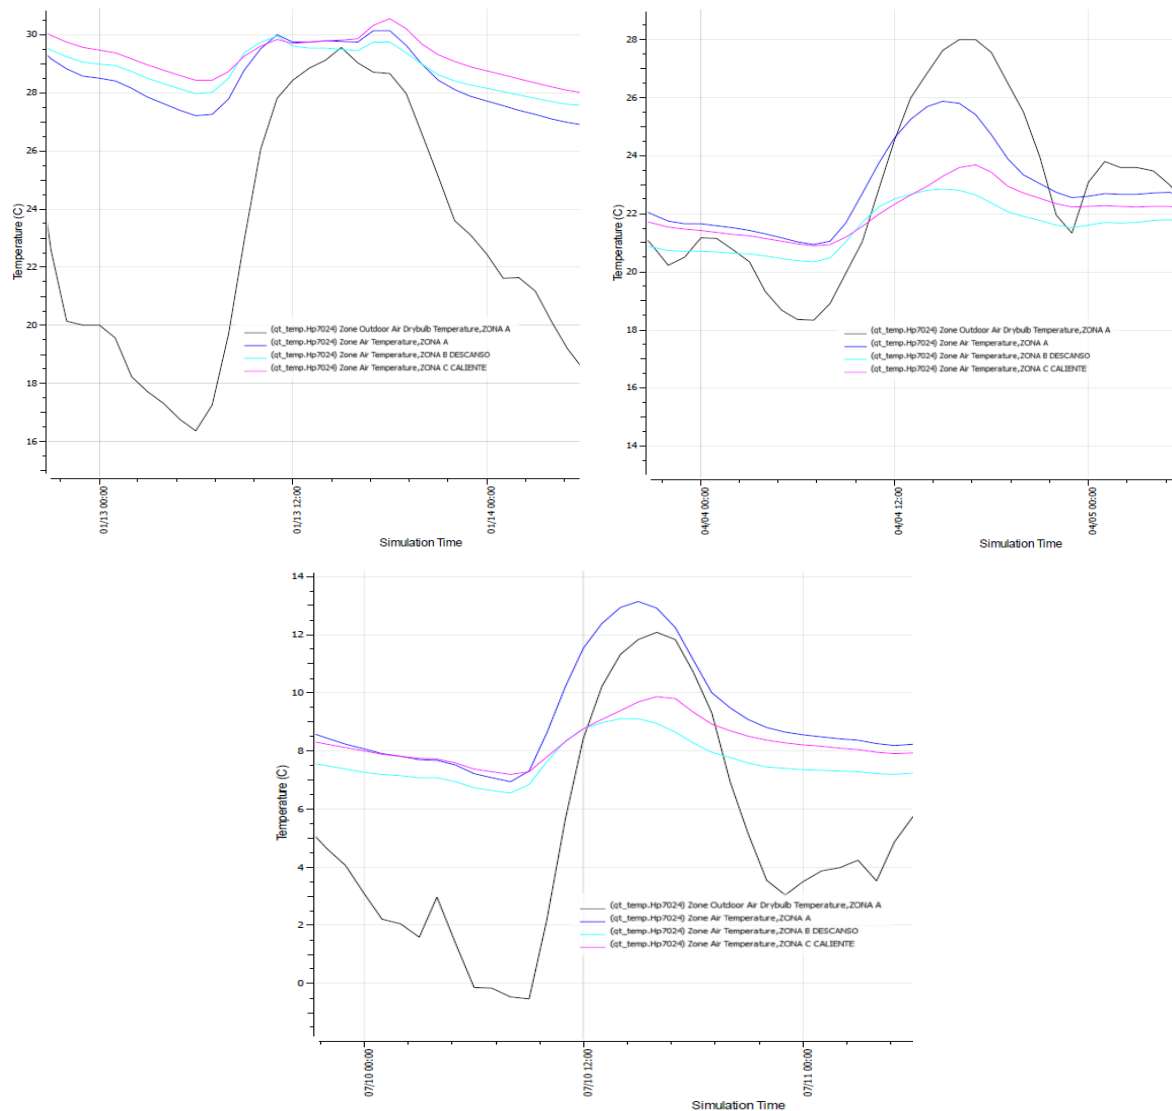 30
28
26
24
22
20
18
16
Temperature (C)
(qt_temp.Hp7024) Zone Outdoor Air Drybulb Temperature,ZONA A
(qt_temp.Hp7024) Zone Air Temperature,ZONA A
(qt_temp.Hp7024) Zone Air Temperature,ZONA B DESCANSO
(qt_temp.Hp7024) Zone Air Temperature,ZONA C CALIENTE
01/13 00:00
01/13 12:00
01/14 00:00
Simulation Time
28
26
24
22
20
18
16
14
Temperature (C)
(qt_temp.Hp7024) Zone Outdoor Air Drybulb Temperature,ZONA A
(qt_temp.Hp7024) Zone Air Temperature,ZONA A
(qt_temp.Hp7024) Zone Air Temperature,ZONA B DESCANSO
(qt_temp.Hp7024) Zone Air Temperature,ZONA C CALIENTE
04/04 00:00
04/04 12:00
04/05 00:00
Simulation Time
14
12
10
8
6
4
2
0
Temperature (C)
(qt_temp.Hp7024) Zone Outdoor Air Drybulb Temperature,ZONA A
(qt_temp.Hp7024) Zone Air Temperature,ZONA A
(qt_temp.Hp7024) Zone Air Temperature,ZONA B DESCANSO
(qt_temp.Hp7024) Zone Air Temperature,ZONA C CALIENTE
07/10 00:00
07/10 12:00
07/11 00:00
Simulation Time